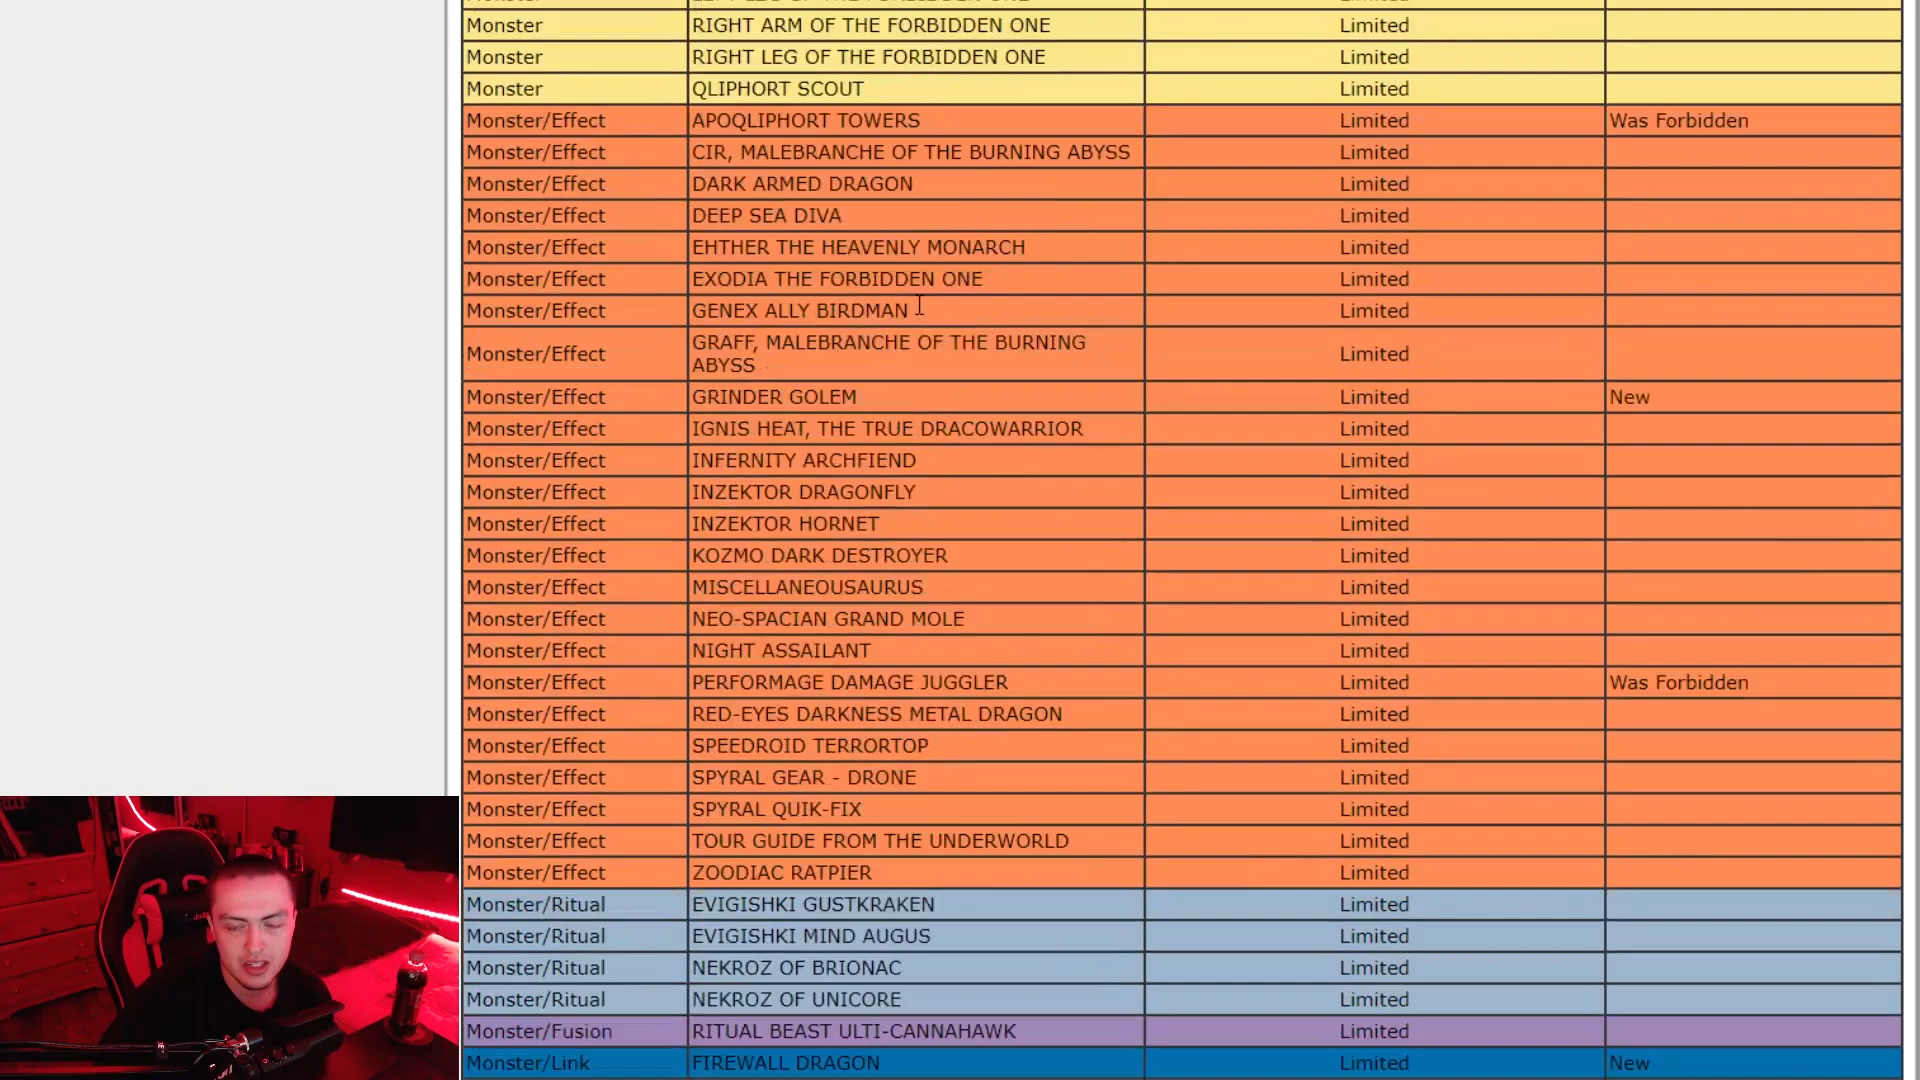 Monster RIGHT ARM OF THE FORBIDDEN ONE Limited
Monster RIGHT LEG OF THE FORBIDDEN ONE Limited
Monster QLIPHORT SCOUT Limited
Monster/Effect APOQLIPHORT TOWERS Limited Was Forbidden
Monster/Effect CIR, MALEBRANCHE OF THE BURNING ABYSS Limited
Monster/Effect DARK ARMED DRAGON Limited
Monster/Effect DEEP SEA DIVA Limited
Monster/Effect EHTHER THE HEAVENLY MONARCH Limited
Monster/Effect EXODIA THE FORBIDDEN ONE Limited
Monster/Effect GENEX ALLY BIRDMAN Limited
Monster/Effect GRAFF, MALEBRANCHE OF THE BURNING
ABYSS Limited
Monster/Effect GRINDER GOLEM Limited New
Monster/Effect IGNIS HEAT, THE TRUE DRACOWARRIOR Limited
Monster/Effect INFERNITY ARCHFIEND Limited
Monster/Effect INZEKTOR DRAGONFLY Limited
Monster/Effect INZEKTOR HORNET Limited
Monster/Effect KOZMO DARK DESTROYER Limited
Monster/Effect MISCELLANEOUSAURUS Limited
Monster/Effect NEO-SPACIAN GRAND MOLE Limited
Monster/Effect NIGHT ASSAILANT Limited
Monster/Effect PERFORMAGE DAMAGE JUGGLER Limited Was Forbidden
Monster/Effect RED-EYES DARKNESS METAL DRAGON Limited
Monster/Effect SPEEDROID TERRORTOP Limited
Monster/Effect SPYRAL GEAR - DRONE Limited
Monster/Effect SPYRAL QUIK-FIX Limited
Monster/Effect TOUR GUIDE FROM THE UNDERWORLD Limited
Monster/Effect ZOODIAC RATPIER Limited
Monster/Ritual EVIGISHKI GUSTKRAKEN Limited
Monster/Ritual EVIGISHKI MIND AUGUS Limited
Monster/Ritual NEKROZ OF BRIONAC Limited
Monster/Ritual NEKROZ OF UNICORE Limited
Monster/Fusion RITUAL BEAST ULTI-CANNAHAWK Limited
Monster/Link FIREWALL DRAGON Limited New